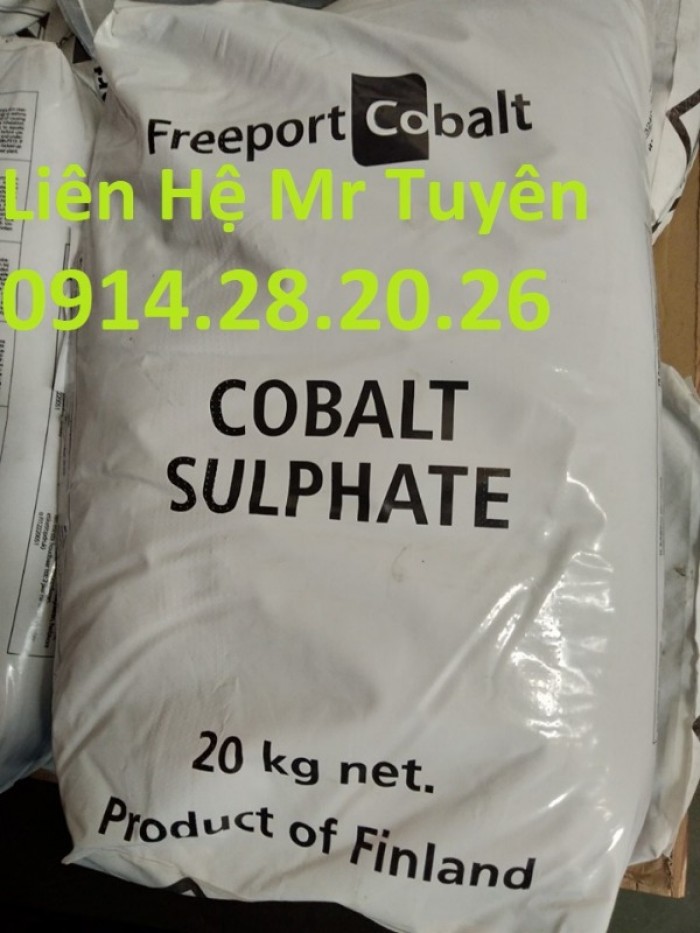 Freeport Cobalt
Liên Hệ Mr Tuyên
0914.28.20.26
COBALT
SULPHATE
20 kg net.
Product of Finland